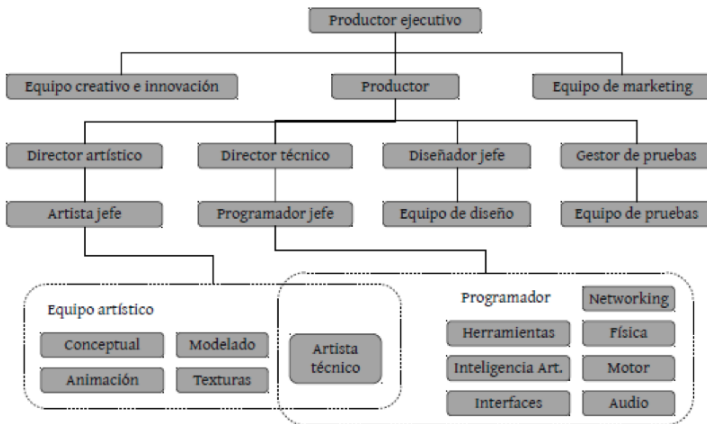 Productor ejecutivo
Equipo creativo e innovación
Productor
Equipo de marketing
Director artístico
Director técnico
Diseñador jefe
Gestor de pruebas
Artista jefe
Programador jefe
Equipo de diseño
Equipo de pruebas
Equipo artístico
Conceptual
Modelado
Animación
Texturas
Artista
técnico
Programador
Networking
Herramientas
Física
Inteligencia Art.
Motor
Interfaces
Audio